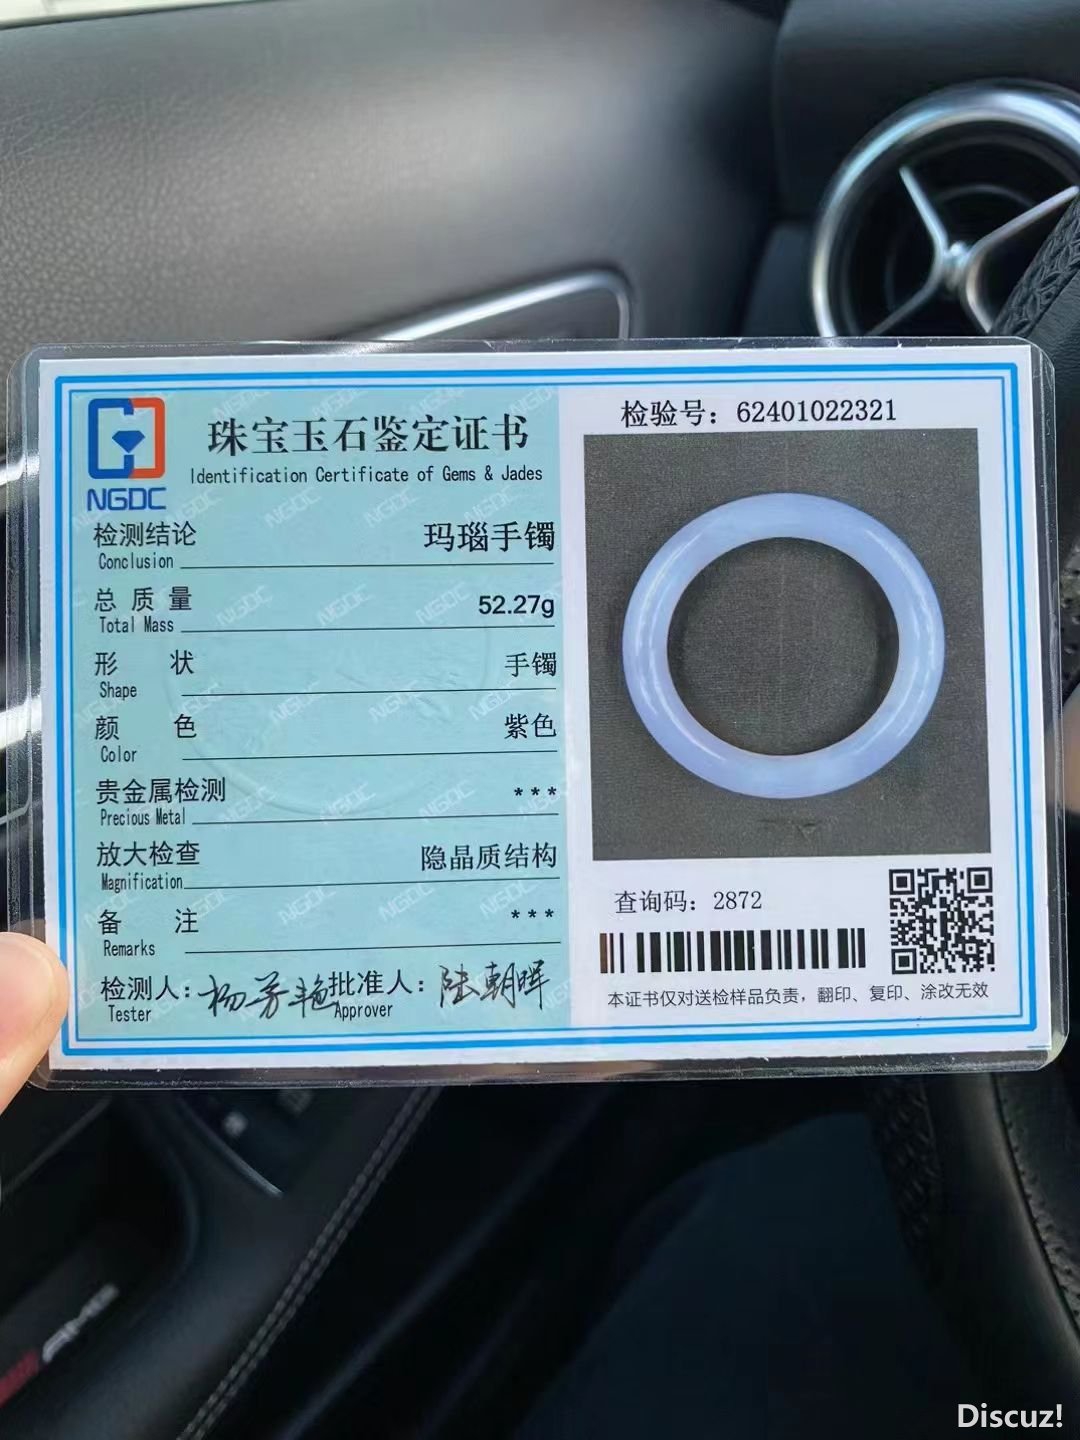 NGDC
珠宝玉石鉴定证书
Identification Certificate of Gems & Jades
检测结论 玛瑙手镯
Conclusion
总质量 52.27g
Total Mass
形状 手镯
Shape
颜色 紫色
Color
贵金属检测 ***
Precious Metal
放大检查 隐晶质结构
Magnification
备注 ***
Remarks
检测人: 杨芳艳 批准人: 陆朝晖
Tester Approver
检验号: 62401022321
查询码: 2872
本证书仅对送检样品负责，翻印、复印、涂改无效
AMG
Discuz!